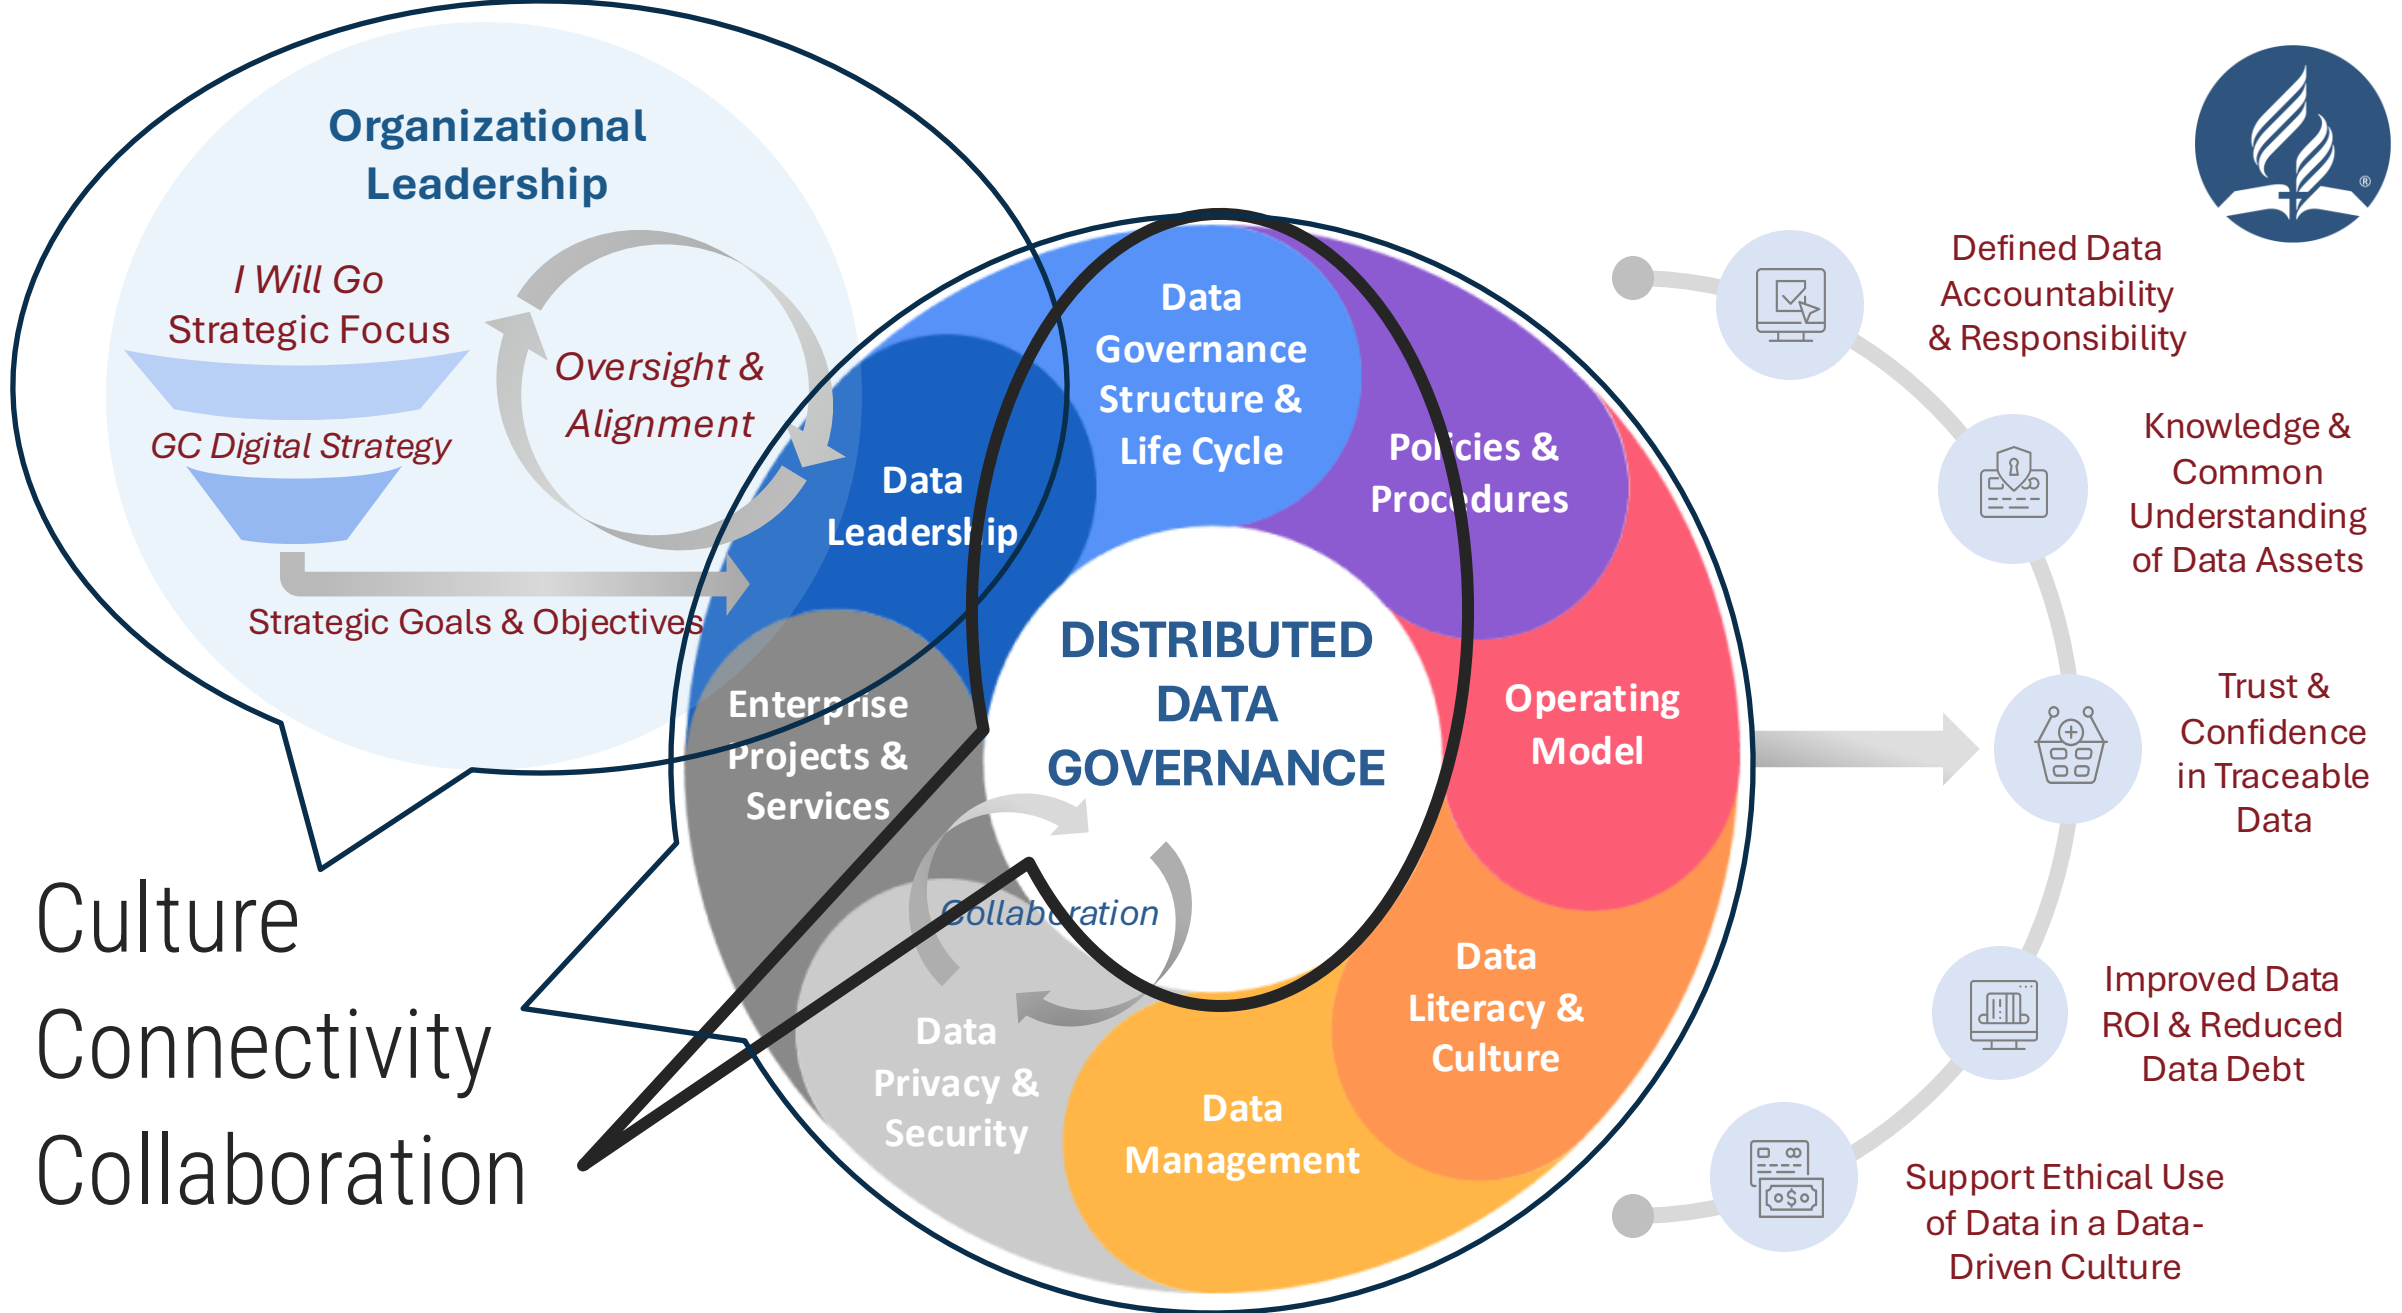 Organizational
Leadership
I Will Go
Strategic Focus
GC Digital Strategy
Oversight &
Alignment
Strategic Goals & Objectives
Data
Leadership
Data
Governance
Structure &
Life Cycle
Policies &
Procedures
Operating
Model
Data
Literacy &
Culture
Data
Management
Data
Privacy &
Security
Enterprise
Projects &
Services
DISTRIBUTED
DATA
GOVERNANCE
Collaboration
Culture
Connectivity
Collaboration
®
Defined Data
Accountability
& Responsibility
Knowledge &
Common
Understanding
of Data Assets
Trust &
Confidence
in Traceable
Data
Improved Data
ROI & Reduced
Data Debt
Support Ethical Use
of Data in a Data-
Driven Culture